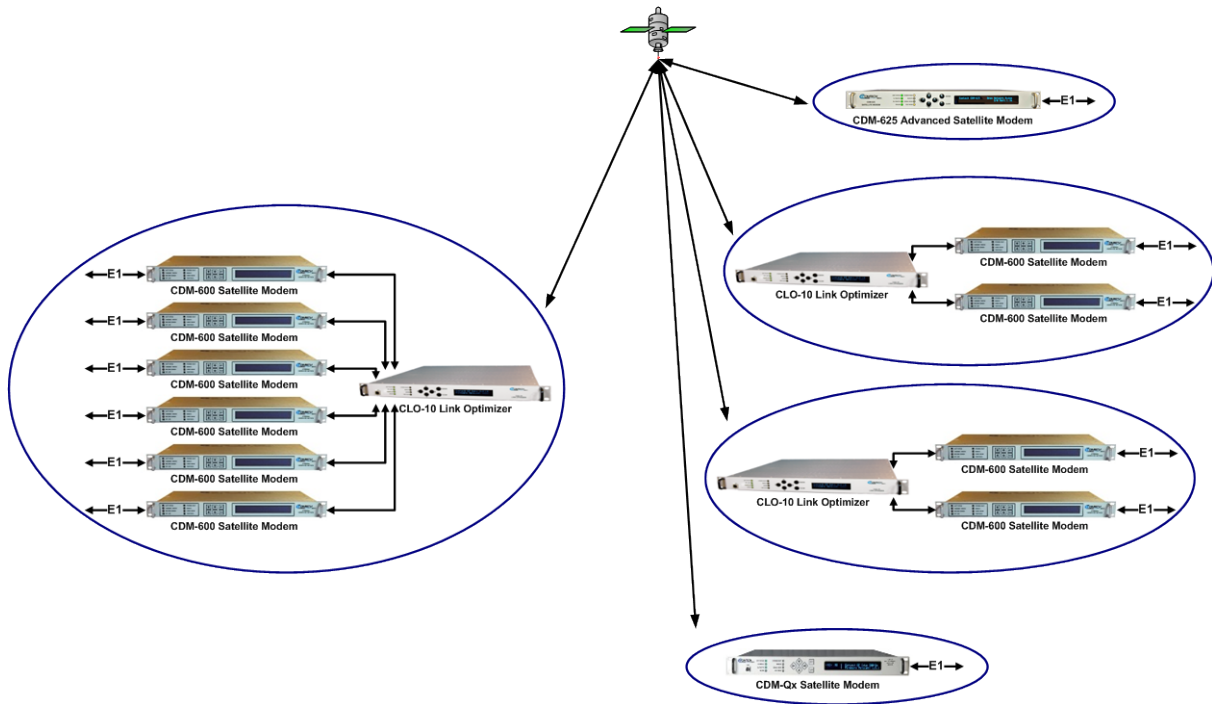 E1
CDM-625 Advanced Satellite Modem
E1
CDM-600 Satellite Modem
E1
CDM-600 Satellite Modem
CLO-10 Link Optimizer
E1
CDM-600 Satellite Modem
E1
CDM-600 Satellite Modem
E1
CDM-600 Satellite Modem
E1
CDM-600 Satellite Modem
E1
CDM-600 Satellite Modem
E1
CDM-600 Satellite Modem
CLO-10 Link Optimizer
E1
CDM-600 Satellite Modem
E1
CDM-600 Satellite Modem
CLO-10 Link Optimizer
E1
CDM-Qx Satellite Modem